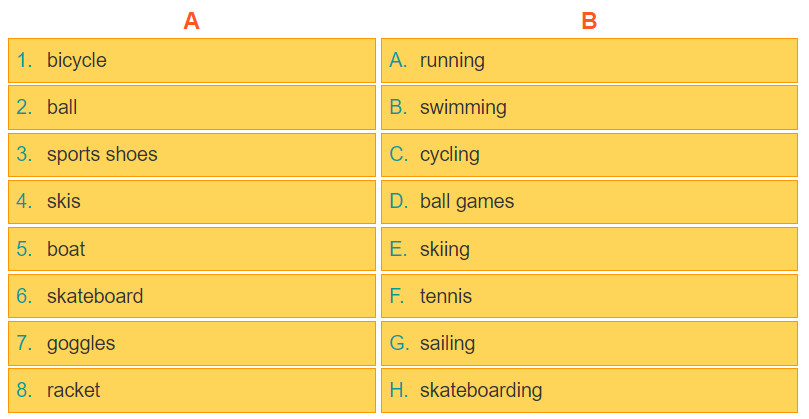 A B
1. bicycle A. running
2. ball B. swimming
3. sports shoes C. cycling
4. skis D. ball games
5. boat E. skiing
6. skateboard F. tennis
7. goggles G. sailing
8. racket H. skateboarding